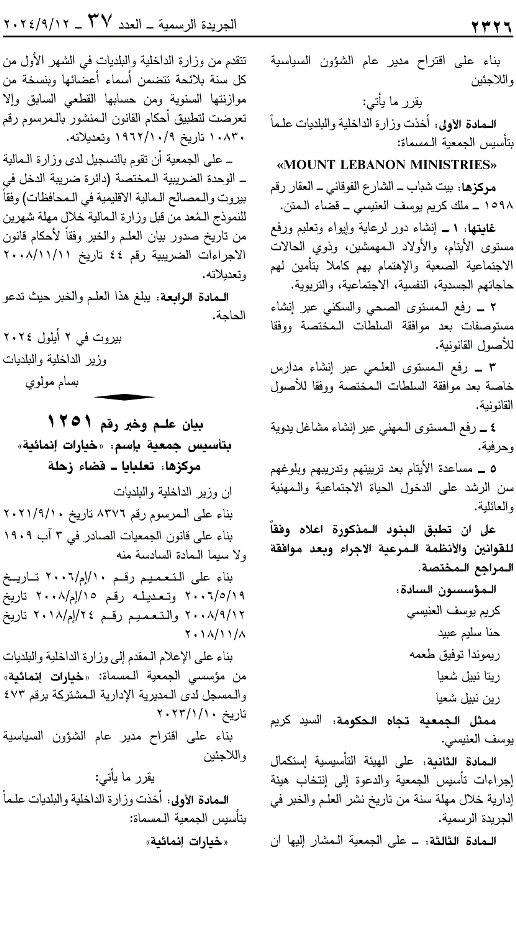 ٢٣٢٦
الجريدة الرسمية – العدد ٣٧ – ٢٠٢٤/٩/١٢
بناء على اقتراح مدير عام الشؤون السياسية
واللاجئين
يقرر ما يأتي:
المادة الأولى: أخذت وزارة الداخلية والبلديات علماً
بتأسيس الجمعية المسماة:
«MOUNT LEBANON MINISTRIES»
مركزها: بيت شباب – الشارع الفوقاني – العقار رقم
١٥٩٨ – ملك كريم يوسف العنيسي – قضاء المتن.
غايتها: ١ – إنشاء دور لرعاية وإيواء وتعليم ورفع
مستوى الأيتام، والأولاد المهمشين، وذوي الحالات
الاجتماعية الصعبة والإهتمام بهم كاملا بتأمين لهم
حاجاتهم الجسدية، النفسية، الاجتماعية، والتربوية.
٢ – رفع المستوى الصحي والسكني عبر إنشاء
مستوصفات بعد موافقة السلطات المختصة ووفقا
للأصول القانونية.
٣ – رفع المستوى العلمي عبر إنشاء مدارس
خاصة بعد موافقة السلطات المختصة ووفقا للأصول
القانونية.
٤ – رفع المستوى المهني عبر إنشاء مشاغل يدوية
وحرفية.
٥ – مساعدة الأيتام بعد تربيتهم وتدريبهم وبلوغهم
سن الرشد على الدخول الحياة الاجتماعية والمهنية
والعائلية.
على ان تطبق البنود المذكورة اعلاه وفقاً
للقوانين والأنظمة المرعية الاجراء وبعد موافقة
المراجع المختصة.
المؤسسون السادة:
كريم يوسف العنيسي
حنا سليم عبيد
ريموندا توفيق طعمه
ريتا نبيل شعيا
رين نبيل شعيا
ممثل الجمعية تجاه الحكومة: السيد كريم
يوسف العنيسي.
المادة الثانية: على الهيئة التأسيسية إستكمال
إجراءات تأسيس الجمعية والدعوة إلى إنتخاب هيئة
إدارية خلال مهلة سنة من تاريخ نشر العلم والخبر في
الجريدة الرسمية.
المادة الثالثة: – على الجمعية المشار إليها ان
تتقدم من وزارة الداخلية والبلديات في الشهر الأول من
كل سنة بلائحة تتضمن أسماء أعضائها وبنسخة من
موازنتها السنوية ومن حسابها القطعي السابق وإلا
تعرضت لتطبيق أحكام القانون المنشور بالمرسوم رقم
١٠٨٣٠ تاريخ ١٩٦٢/١٠/٩ وتعديلاته.
– على الجمعية أن تقوم بالتسجيل لدى وزارة المالية
– الوحدة الضريبية المختصة (دائرة ضريبة الدخل في
بيروت والمصالح المالية الاقليمية في المحافظات) وفقاً
للنموذج المُعد من قبل وزارة المالية خلال مهلة شهرين
من تاريخ صدور بيان العلم والخبر وفقاً لأحكام قانون
الاجراءات الضريبية رقم ٤٤ تاريخ ٢٠٠٨/١١/١١
وتعديلاته.
المادة الرابعة: يبلغ هذا العلم والخبر حيث تدعو
الحاجة.
بيروت في ٢ أيلول ٢٠٢٤
وزير الداخلية والبلديات
بسام مولوي
بيان علم وخبر رقم ١٢٥١
بتأسيس جمعية بإسم: «خيارات إنمائية»
مركزها: تعلبايا – قضاء زحلة
ان وزير الداخلية والبلديات
بناء على المرسوم رقم ٨٣٧٦ تاريخ ٢٠٢١/٩/١٠
بناء على قانون الجمعيات الصادر في ٣ آب ١٩٠٩
ولا سيما المادة السادسة منه
بناء على التعميم رقم ١٠/إم/٢٠٠٦ تاريخ
٢٠٠٦/٥/١٩ وتعديله رقم ١٥/إم/٢٠٠٨ تاريخ
٢٠٠٨/٩/١٢ والتعميم رقم ٢٤/إم/٢٠١٨ تاريخ
٢٠١٨/١١/٨
بناء على الإعلام المقدم إلى وزارة الداخلية والبلديات
من مؤسسي الجمعية المسماة: «خيارات إنمائية»
والمسجل لدى المديرية الإدارية المشتركة برقم ٤٧٣
تاريخ ٢٠٢٣/١/١٠
بناء على اقتراح مدير عام الشؤون السياسية
واللاجئين
يقرر ما يأتي:
المادة الأولى: أخذت وزارة الداخلية والبلديات علماً
بتأسيس الجمعية المسماة:
«خيارات إنمائية»